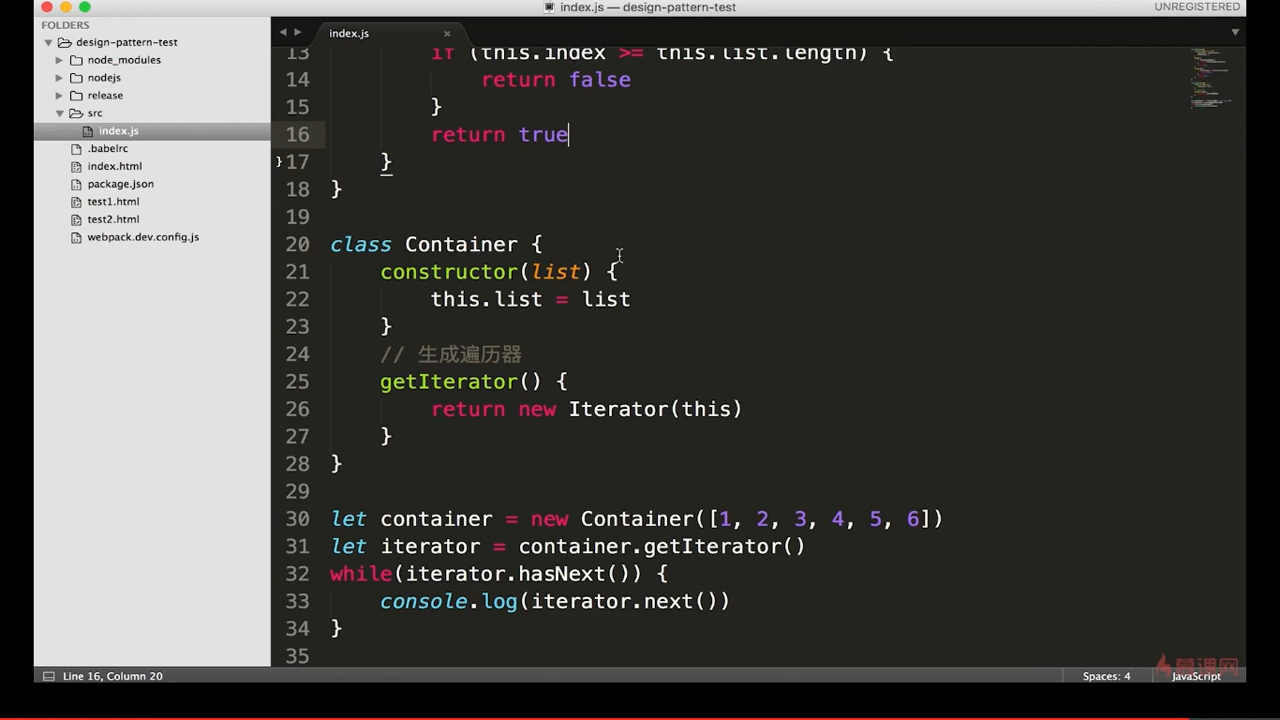 index.js — design-pattern-test
UNREGISTERED
FOLDERS
design-pattern-test
node_modules
nodejs
release
src
index.js
.babelrc
index.html
package.json
test1.html
test2.html
webpack.dev.config.js
index.js ×
13 if (this.index >= this.list.length) {
14 return false
15 }
16 return true
17 }
18 }
19
20 class Container {
21 constructor(list) {
22 this.list = list
23 }
24 // 生成遍历器
25 getIterator() {
26 return new Iterator(this)
27 }
28 }
29
30 let container = new Container([1, 2, 3, 4, 5, 6])
31 let iterator = container.getIterator()
32 while(iterator.hasNext()) {
33 console.log(iterator.next())
34 }
35
慕课网
Line 16, Column 20
Spaces: 4
JavaScript